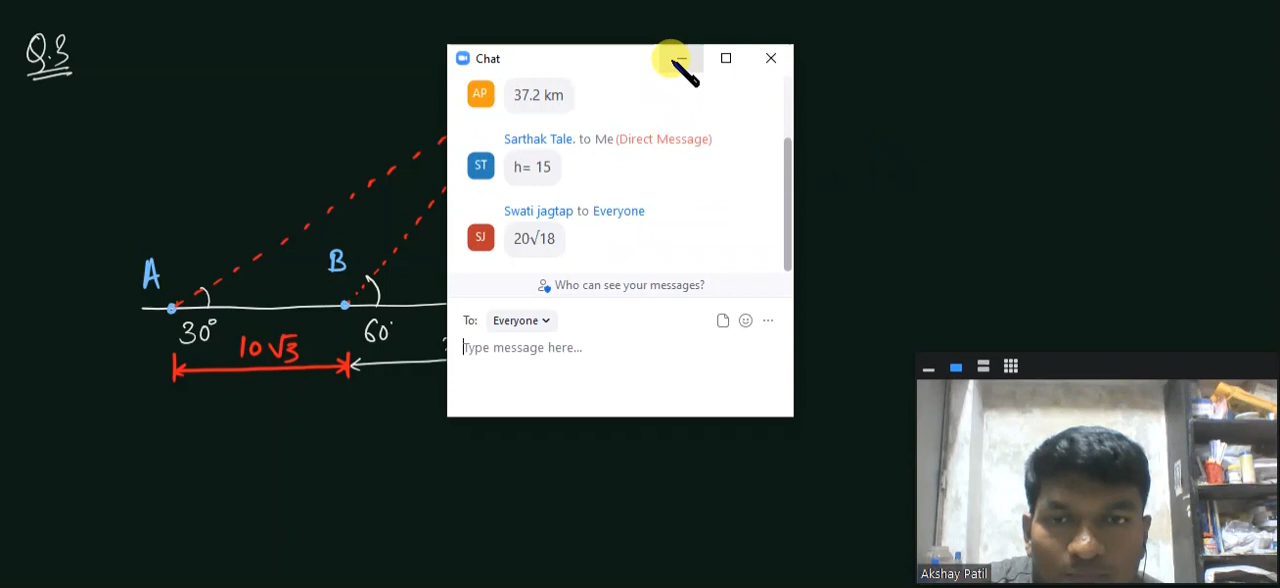 Q.3
Chat
AP
37.2 km
Sarthak Tale. to Me (Direct Message)
ST
h= 15
Swati jagtap to Everyone
SJ
20√18
Who can see your messages?
To: Everyone
Type message here...
A
B
30°
60°
10√3
Akshay Patil